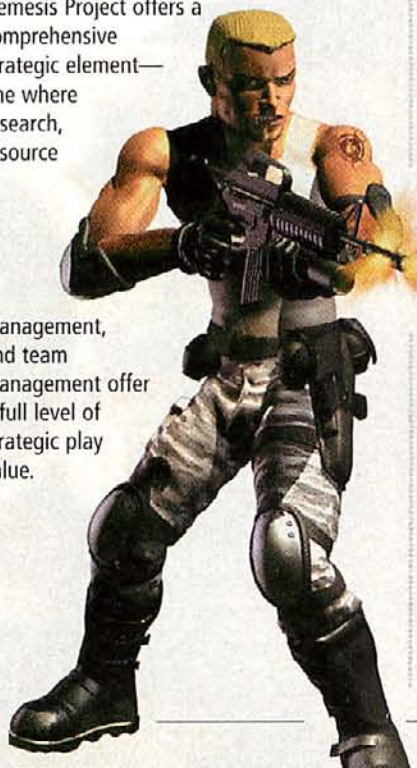 emesis Project offers a
omprehensive
rategic element—
ne where
search,
source
anagement,
nd team
anagement offer
full level of
rategic play
alue.